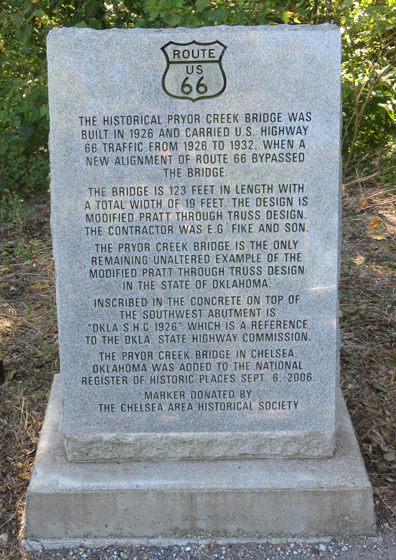 ROUTE
US
66
THE HISTORICAL PRYOR CREEK BRIDGE WAS
BUILT IN 1926 AND CARRIED U.S. HIGHWAY
66 TRAFFIC FROM 1926 TO 1932, WHEN A
NEW ALIGNMENT OF ROUTE 66 BYPASSED
THE BRIDGE.
THE BRIDGE IS 123 FEET IN LENGTH WITH
A TOTAL WIDTH OF 19 FEET. THE DESIGN IS
MODIFIED PRATT THROUGH TRUSS DESIGN.
THE CONTRACTOR WAS E G FIKE AND SON.
THE PRYOR CREEK BRIDGE IS THE ONLY
REMAINING UNALTERED EXAMPLE OF THE
MODIFIED PRATT THROUGH TRUSS DESIGN
IN THE STATE OF OKLAHOMA
INSCRIBED IN THE CONCRETE ON TOP OF
THE SOUTHWEST ABUTMENT IS
"OKLA S.H.C 1926" WHICH IS A REFERENCE
TO THE OKLA. STATE HIGHWAY COMMISSION.
THE PRYOR CREEK BRIDGE IN CHELSEA,
OKLAHOMA WAS ADDED TO THE NATIONAL
REGISTER OF HISTORIC PLACES SEPT. 6, 2006.
MARKER DONATED BY
THE CHELSEA AREA HISTORICAL SOCIETY